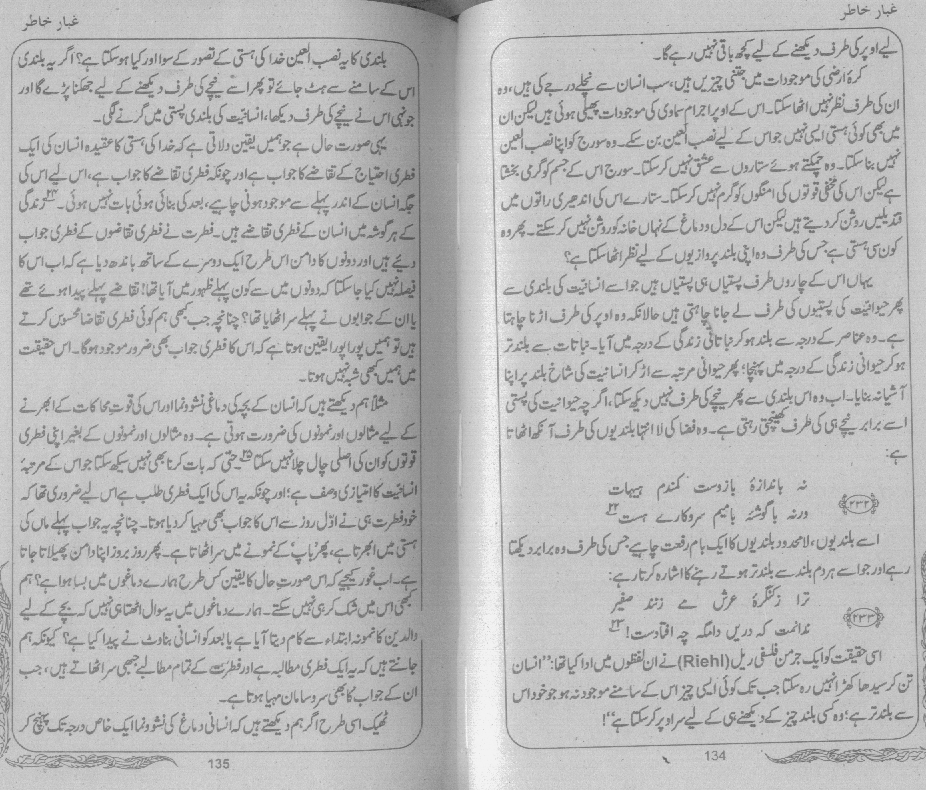 غبار خاطر
لیے اوپر کی طرف دیکھنے کے لیے کچھ باقی نہیں رہے گا۔
کرۂ ارضی کی موجودات میں جتنی چیزیں ہیں، سب انسان سے نچلے درجے کی ہیں، وہ
ان کی طرف نظر نہیں اٹھا سکتا۔ اس کے اوپر اجرام سماوی کی موجودات پھیلی ہوئی ہیں لیکن ان
میں بھی کوئی ہستی ایسی نہیں جو اس کے لیے نصب العین بن سکے۔ وہ سورج کو اپنا نصب العین
نہیں بنا سکتا۔ وہ چمکتے ہوئے ستاروں سے عشق نہیں کر سکتا۔ سورج اس کے جسم کو گرمی بخشتا
ہے لیکن اس کی مخفی قوتوں کی امنگوں کو گرم نہیں کر سکتا۔ ستارے اس کی اندھیری راتوں میں
قندیلیں روشن کر دیتے ہیں لیکن اس کے دل و دماغ کے نہاں خانہ کو روشن نہیں کر سکتے۔ پھر وہ
کون سی ہستی ہے جس کی طرف وہ اپنی بلند پروازیوں کے لیے نظر اٹھا سکتا ہے؟
یہاں اس کے چاروں طرف پستیاں ہی پستیاں ہیں جو اسے انسانیت کی بلندی سے
پھر حیوانیت کی پستیوں کی طرف لے جانا چاہتی ہیں حالانکہ وہ اوپر کی طرف اڑنا چاہتا
ہے۔ وہ عناصر کے درجہ سے بلند ہو کر نباتاتی زندگی کے درجہ میں آیا۔ نباتات سے بلند تر
ہو کر حیوانی زندگی کے درجہ میں پہنچا؛ پھر حیوانی مرتبہ سے اڑ کر انسانیت کی شاخ بلند پر اپنا
آشیانہ بنایا۔ اب وہ اس بلندی سے پھر نیچے کی طرف نہیں دیکھ سکتا، اگرچہ حیوانیت کی پستی
اسے برابر نیچے ہی کی طرف کھینچتی رہتی ہے۔ وہ فضا کی لا انتہا بلندیوں کی طرف آنکھ اٹھاتا
ہے:
نہ باندازۂ بازوست کمندم ہیہات
ورنہ با گوشۂ بامیم سروکارے ہست ۲۲
﴿۲۳۲﴾
اسے بلندیوں، لامحدود بلندیوں کا ایک بام رفعت چاہیے جس کی طرف وہ برابر دیکھتا
رہے اور جو اسے ہر دم بلند سے بلند تر ہوتے رہنے کا اشارہ کرتا رہے:
ترا زکنگرۂ عرش مے زنند صفیر
ندانمت کہ دریں دامگہ چہ افتادست! ۲۳
﴿۲۳۳﴾
اسی حقیقت کو ایک جرمن فلسفی ریل (Riehl) نے ان لفظوں میں ادا کیا تھا: ”انسان
تن کر سیدھا کھڑا نہیں رہ سکتا جب تک کوئی ایسی چیز اس کے سامنے موجود نہ ہو جو خود اس
سے بلند تر ہے؛ وہ کسی بلند چیز کے دیکھنے ہی کے لیے سر اوپر کر سکتا ہے“!
134
غبار خاطر
بلندی کا یہ نصب العین خدا کی ہستی کے تصور کے سوا اور کیا ہو سکتا ہے؟ اگر یہ بلندی
اس کے سامنے سے ہٹ جائے تو پھر اسے نیچے کی طرف دیکھنے کے لیے جھکنا پڑے گا اور
جونہی اس نے نیچے کی طرف دیکھا، انسانیت کی بلندی پستی میں گرنے لگی۔
یہی صورت حال ہے جو ہمیں یقین دلاتی ہے کہ خدا کی ہستی کا عقیدہ انسان کی ایک
فطری احتیاج کے تقاضے کا جواب ہے اور چونکہ فطری تقاضے کا جواب ہے، اس لیے اس کی
جگہ انسان کے اندر پہلے سے موجود ہونی چاہیے، بعد کی بنائی ہوئی بات نہیں ہوئی۔ ۲۴ زندگی
کے ہر گوشہ میں انسان کے فطری تقاضے ہیں۔ فطرت نے فطری تقاضوں کے فطری جواب
دیئے ہیں اور دونوں کا دامن اس طرح ایک دوسرے کے ساتھ باندھ دیا ہے کہ اب اس کا
فیصلہ نہیں کیا جا سکتا کہ دونوں میں سے کون پہلے ظہور میں آیا تھا؟ تقاضے پہلے پیدا ہوئے تھے
یا ان کے جوابوں نے پہلے سر اٹھایا تھا؟ چنانچہ جب کبھی ہم کوئی فطری تقاضا محسوس کرتے
ہیں تو ہمیں پورا پورا یقین ہوتا ہے کہ اس کا فطری جواب بھی ضرور موجود ہوگا۔ اس حقیقت
میں ہمیں کبھی شبہ نہیں ہوتا۔
مثلاً ہم دیکھتے ہیں کہ انسان کے بچہ کی دماغی نشوونما اور اس کی قوت محاکات کے ابھرنے
کے لیے مثالوں اور نمونوں کی ضرورت ہوتی ہے۔ وہ مثالوں اور نمونوں کے بغیر اپنی فطری
قوتوں کو ان کی اصلی چال چلا نہیں سکتا ۲۵ حتیٰ کہ بات کرنا بھی نہیں سیکھ سکتا جو اس کے مرتبۂ
انسانیت کا امتیازی وصف ہے؛ اور چونکہ یہ اس کی ایک فطری طلب ہے اس لیے ضروری تھا کہ
خود فطرت ہی نے اوّل روز سے اس کا جواب بھی مہیا کر دیا ہوتا۔ چنانچہ یہ جواب پہلے ماں کی
ہستی میں ابھرتا ہے، پھر باپ کے نمونے میں سر اٹھاتا ہے۔ پھر روز بروز اپنا دامن پھیلاتا جاتا
ہے۔ اب غور کیجیے کہ اس صورت حال کا یقین کس طرح ہمارے دماغوں میں بسا ہوا ہے؟ ہم
کبھی اس میں شک کر ہی نہیں سکتے۔ ہمارے دماغوں میں یہ سوال اٹھتا ہی نہیں کہ بچے کے لیے
والدین کا نمونہ ابتداء سے کام دیتا آیا ہے یا بعد کو انسانی بناوٹ نے پیدا کیا ہے؟ کیونکہ ہم
جانتے ہیں کہ یہ ایک فطری مطالبہ ہے اور فطرت کے تمام مطالبے جبھی سر اٹھاتے ہیں، جب
ان کے جواب کا بھی سروسامان مہیا ہوتا ہے۔
ٹھیک اسی طرح اگر ہم دیکھتے ہیں کہ انسانی دماغ کی نشوونما ایک خاص درجہ تک پہنچ کر
135